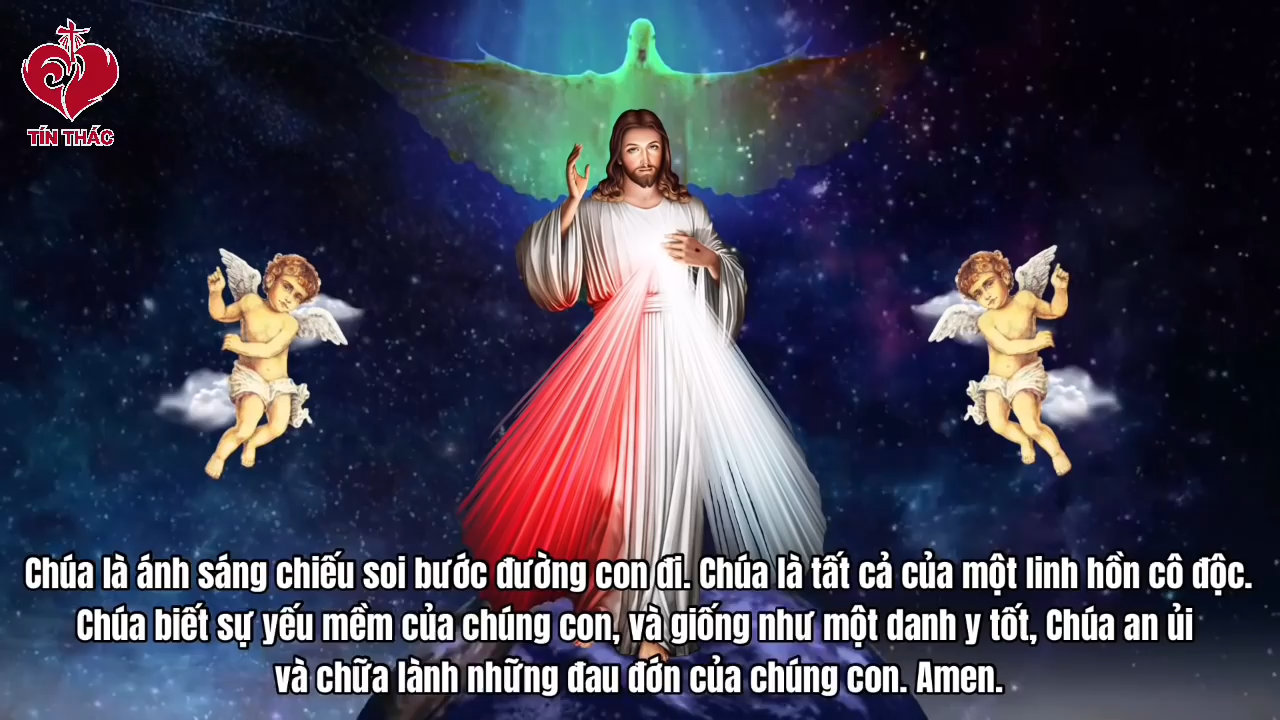 TÍN THÁC
Chúa là ánh sáng chiếu soi bước đường con đi. Chúa là tất cả của một linh hồn cô độc.
Chúa biết sự yếu mềm của chúng con, và giống như một danh y tốt, Chúa an ủi
và chữa lành những đau đớn của chúng con. Amen.